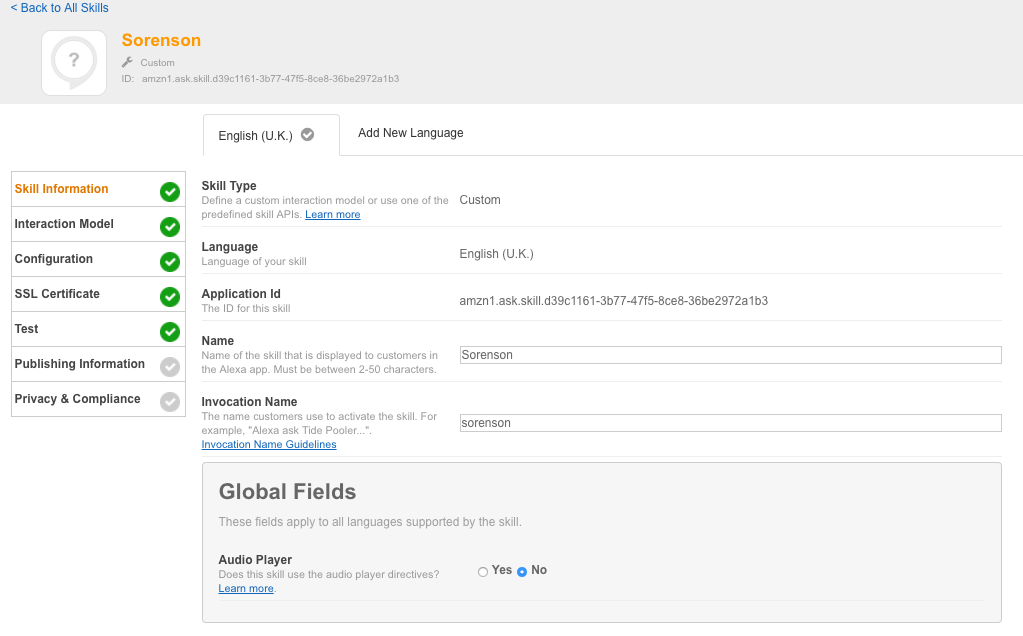 < Back to All Skills
?
Sorenson
Custom
ID: amzn1.ask.skill.d39c1161-3b77-47f5-8ce8-36be2972a1b3
English (U.K.)
Add New Language
Skill Information
Interaction Model
Configuration
SSL Certificate
Test
Publishing Information
Privacy & Compliance
Skill Type
Define a custom interaction model or use one of the
predefined skill APIs. Learn more
Custom
Language
Language of your skill
English (U.K.)
Application Id
The ID for this skill
amzn1.ask.skill.d39c1161-3b77-47f5-8ce8-36be2972a1b3
Name
Name of the skill that is displayed to customers in
the Alexa app. Must be between 2-50 characters.
Sorenson
Invocation Name
The name customers use to activate the skill. For
example, "Alexa ask Tide Pooler...".
Invocation Name Guidelines
sorenson
Global Fields
These fields apply to all languages supported by the skill.
Audio Player
Does this skill use the audio player directives?
Learn more.
Yes No